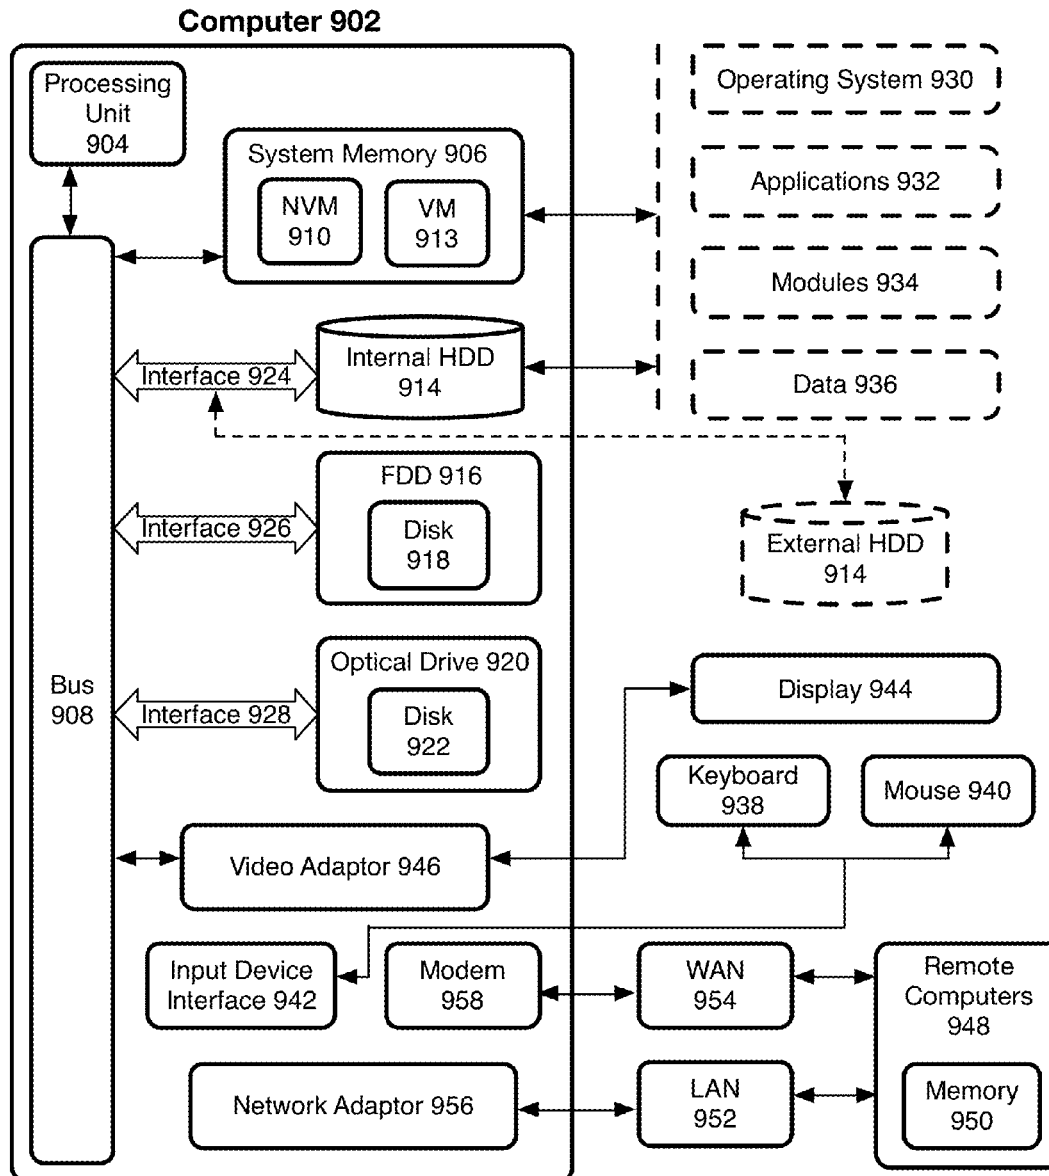 Computer 902
Processing
Unit
904
System Memory 906
NVM
910
VM
913
Operating System 930
Applications 932
Modules 934
Data 936
Interface 924
Internal HDD
914
External HDD
914
Interface 926
FDD 916
Disk
918
Bus
908
Interface 928
Optical Drive 920
Disk
922
Display 944
Keyboard
938
Mouse 940
Video Adaptor 946
Input Device
Interface 942
Modem
958
WAN
954
Remote
Computers
948
Memory
950
Network Adaptor 956
LAN
952